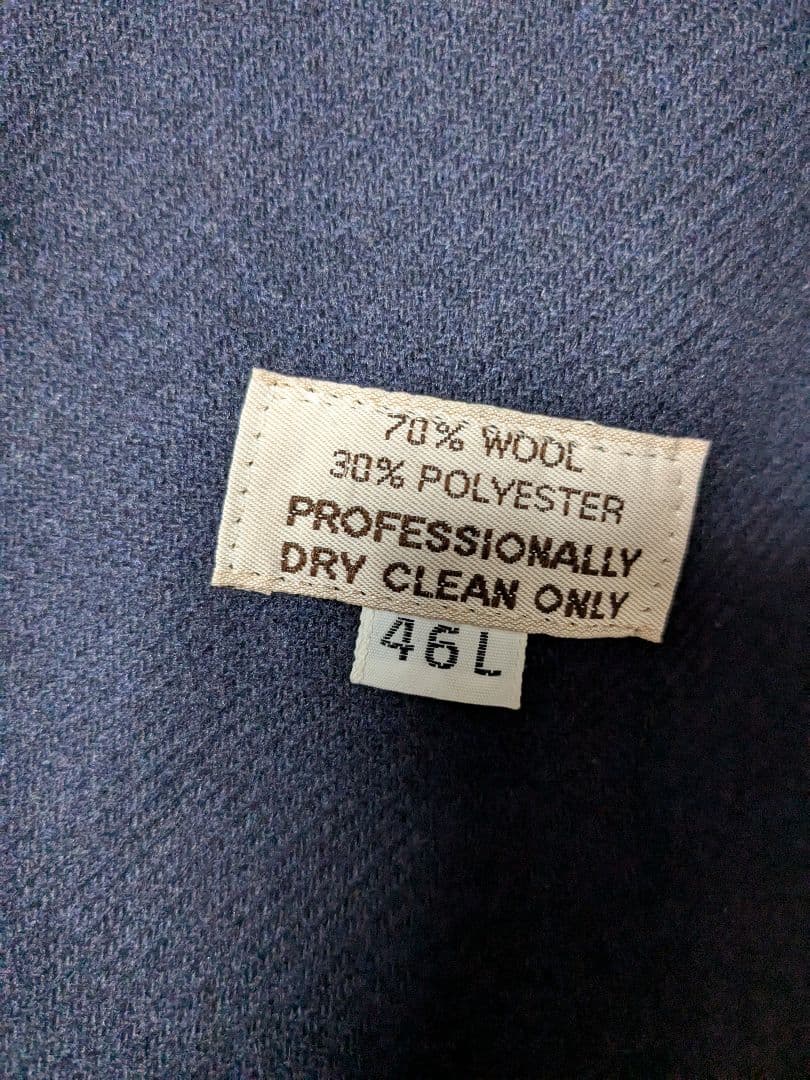 70% WOOL
30% POLYESTER
PROFESSIONALLY
DRY CLEAN ONLY
46L